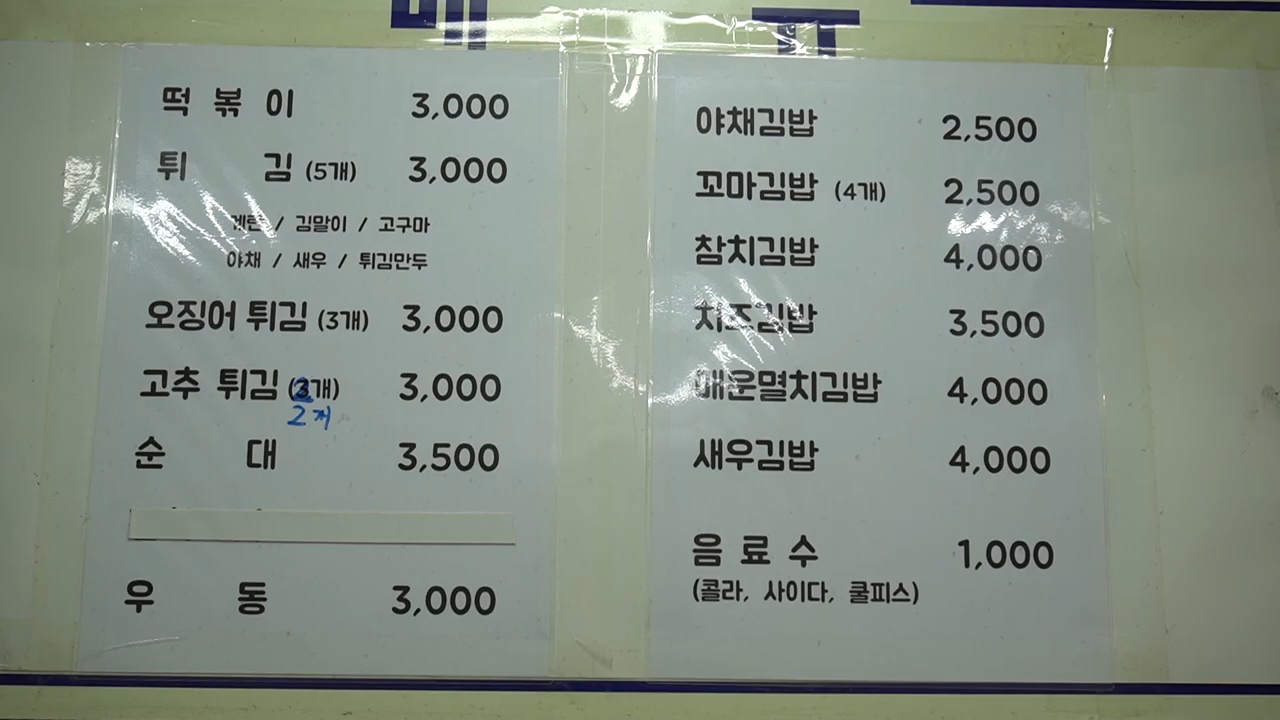 메 뉴
떡 볶 이 3,000
튀 김 (5개) 3,000
계란 / 김말이 / 고구마
야채 / 새우 / 튀김만두
오징어 튀김 (3개) 3,000
고추 튀김 (개) 3,000
2개
순 대 3,500
우 동 3,000
야채김밥 2,500
꼬마김밥 (4개) 2,500
참치김밥 4,000
치즈김밥 3,500
매운멸치김밥 4,000
새우김밥 4,000
음 료 수 1,000
(콜라, 사이다, 쿨피스)